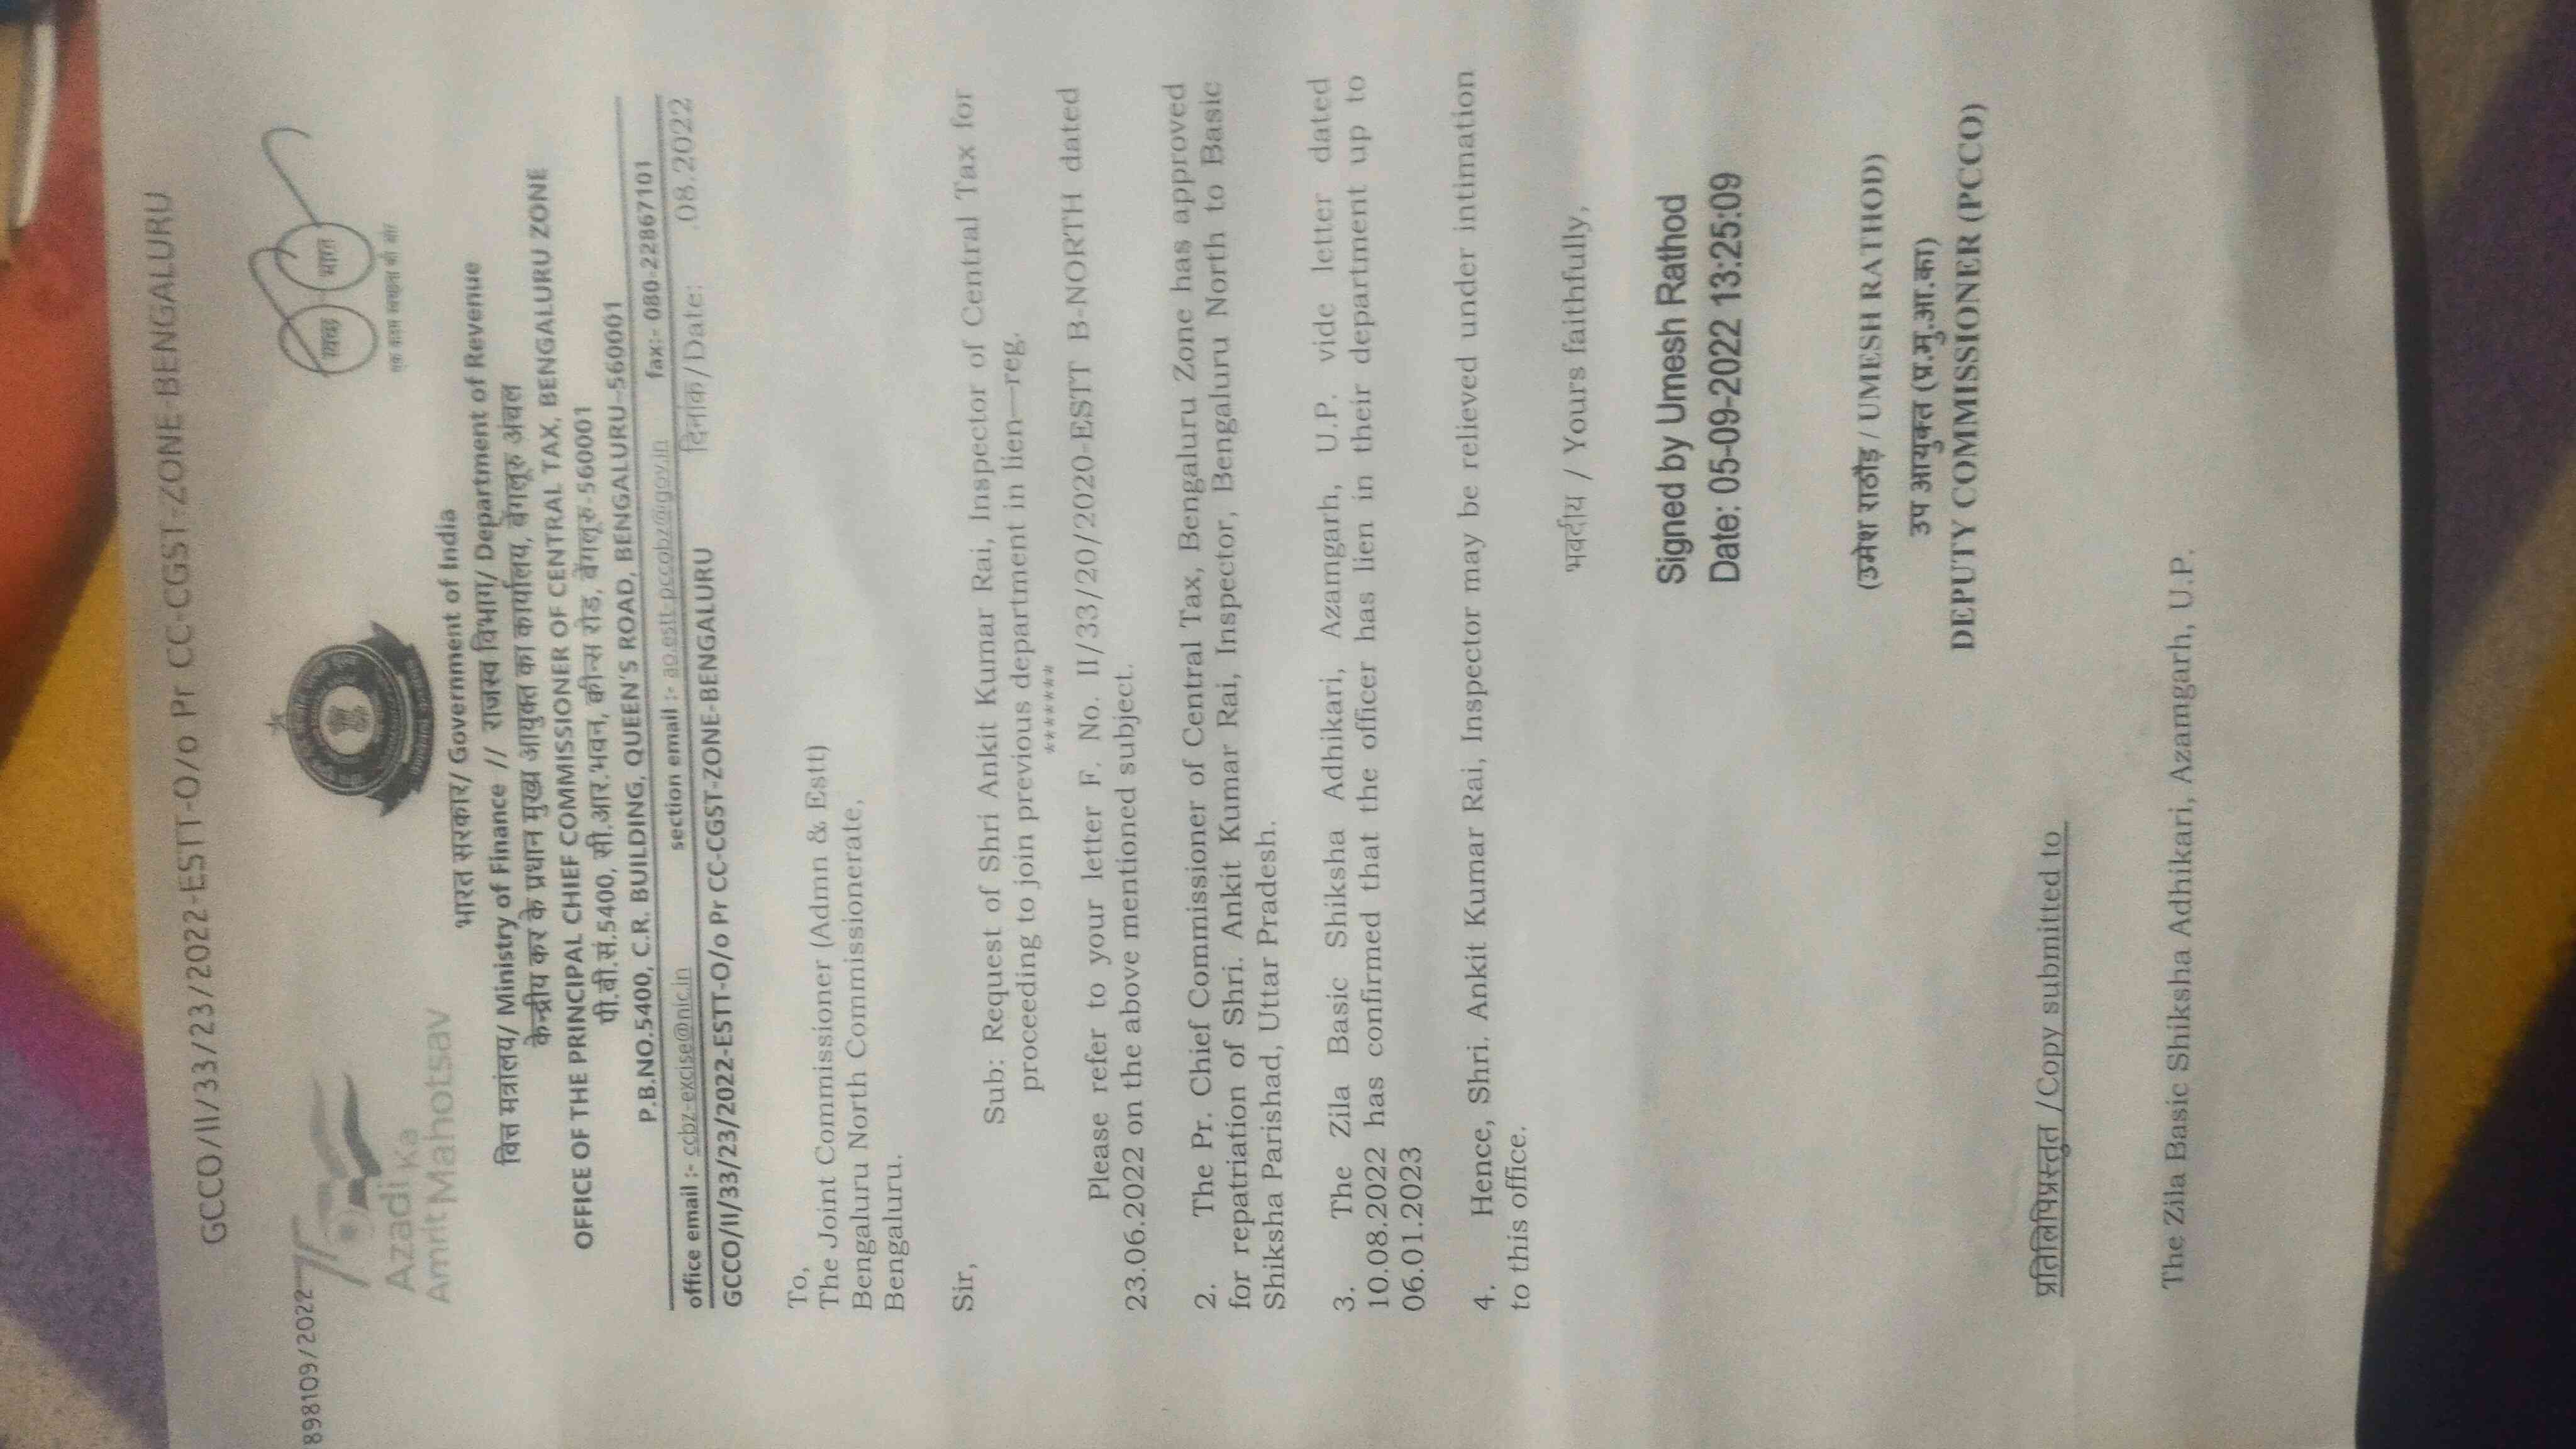 GCCO/II/33/23/2022-ESTT-O/o Pr CC-CGST-ZONE-BENGALURU
898109/2022
Azadi Ka
Amrit Mahotsav
स्वच्छ भारत
एक कदम स्वच्छता की ओर
भारत सरकार/ Government of India
वित्त मत्रांलय/ Ministry of Finance // राजस्व विभाग/ Department of Revenue
केन्द्रीय कर के प्रधान मुख्य आयुक्त का कार्यालय, बेंगलूरु अंचल
OFFICE OF THE PRINCIPAL CHIEF COMMISSIONER OF CENTRAL TAX, BENGALURU ZONE
पी.बी.सं.5400, सी.आर.भवन, क्वीन्स रोड, बेंगलूरु-560001
P.B.NO.5400, C.R. BUILDING, QUEEN'S ROAD, BENGALURU-560001
office email :- ccbz-excise@nic.in section email :- ao.estt-pccobz@gov.in fax:- 080-22867101
GCCO/II/33/23/2022-ESTT-O/o Pr CC-CGST-ZONE-BENGALURU दिनांक/Date: .08.2022
To,
The Joint Commissioner (Admn & Estt)
Bengaluru North Commissionerate,
Bengaluru.
Sir,
Sub: Request of Shri Ankit Kumar Rai, Inspector of Central Tax for
proceeding to join previous department in lien—reg.
********
Please refer to your letter F. No. II/33/20/2020-ESTT B-NORTH dated
23.06.2022 on the above mentioned subject.
2. The Pr. Chief Commissioner of Central Tax, Bengaluru Zone has approved
for repatriation of Shri. Ankit Kumar Rai, Inspector, Bengaluru North to Basic
Shiksha Parishad, Uttar Pradesh.
3. The Zila Basic Shiksha Adhikari, Azamgarh, U.P. vide letter dated
10.08.2022 has confirmed that the officer has lien in their department up to
06.01.2023
4. Hence, Shri. Ankit Kumar Rai, Inspector may be relieved under intimation
to this office.
भवदीय / Yours faithfully,
Signed by Umesh Rathod
Date: 05-09-2022 13:25:09
(उमेश राठौड़ / UMESH RATHOD)
उप आयुक्त (प्र.मु.आ.का)
DEPUTY COMMISSIONER (PCCO)
प्रतिलिपिप्रस्तुत /Copy submitted to
The Zila Basic Shiksha Adhikari, Azamgarh, U.P.